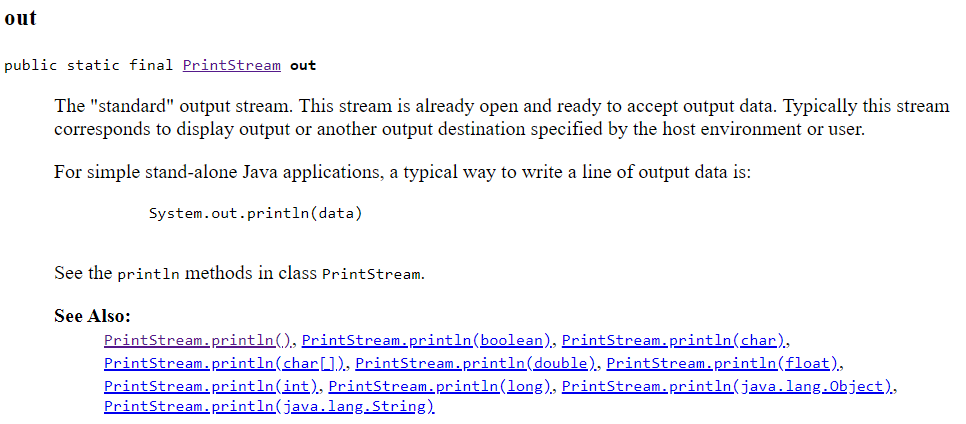 out
public static final PrintStream out
The "standard" output stream. This stream is already open and ready to accept output data. Typically this stream
corresponds to display output or another output destination specified by the host environment or user.
For simple stand-alone Java applications, a typical way to write a line of output data is:
System.out.println(data)
See the println methods in class PrintStream.
See Also:
PrintStream.println(), PrintStream.println(boolean), PrintStream.println(char),
PrintStream.println(char[]), PrintStream.println(double), PrintStream.println(float),
PrintStream.println(int), PrintStream.println(long), PrintStream.println(java.lang.Object),
PrintStream.println(java.lang.String)